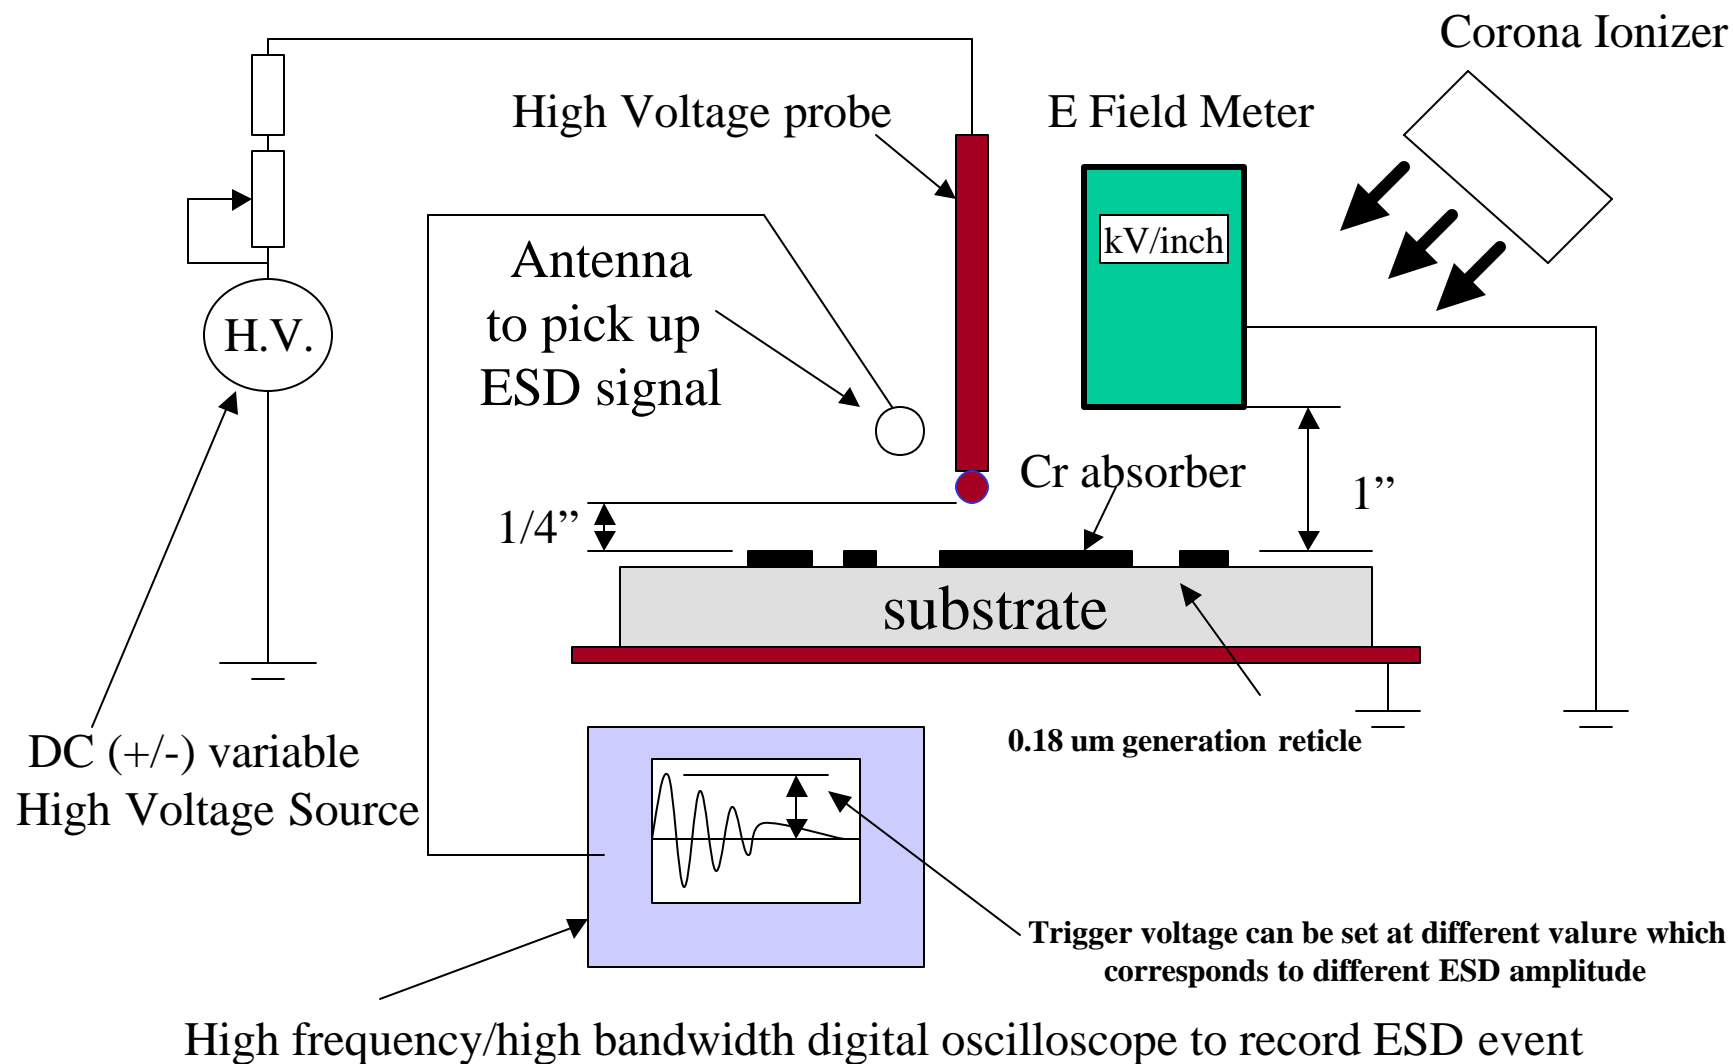 Corona Ionizer
High Voltage probe
E Field Meter
kV/inch
Antenna
to pick up
ESD signal
H.V.
Cr absorber
1”
1/4”
substrate
0.18 um generation reticle
DC (+/-) variable
High Voltage Source
Trigger voltage can be set at different valure which
corresponds to different ESD amplitude
High frequency/high bandwidth digital oscilloscope to record ESD event